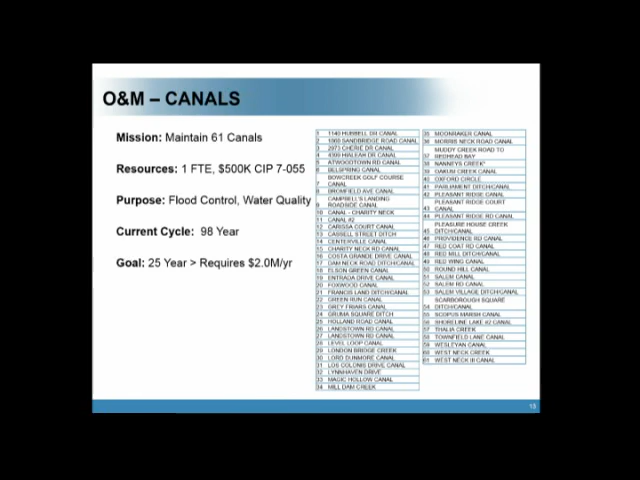 O&M – CANALS
Mission: Maintain 61 Canals
Resources: 1 FTE, $500K CIP 7-055
Purpose: Flood Control, Water Quality
Current Cycle: 98 Year
Goal: 25 Year > Requires $2.0M/yr
1 1149 HUBBELL DR CANAL
2 1800 SANDBRIDGE ROAD CANAL
3 2973 CHERIE DR CANAL
4 4109 HIALEAH DR CANAL
5 ATWOODTOWN RD CANAL
6 BELLSPRING CANAL
BOWCREEK GOLF COURSE
7 CANAL
8 BROMFIELD AVE CANAL
CAMPBELL'S LANDING
9 ROADSIDE CANAL
10 CANAL - CHARITY NECK
11 CANAL #2
12 CARISSA COURT CANAL
13 CASSELL STREET DITCH
14 CENTERVILLE CANAL
15 CHARITY NECK RD CANAL
16 COSTA GRANDE DRIVE CANAL
17 DAM NECK ROAD DITCH/CANAL
18 ELSON GREEN CANAL
19 ENTRADA DRIVE CANAL
20 FOXWOOD CANAL
21 FRANCIS LAND DITCH/CANAL
22 GREEN RUN CANAL
23 GREY FRIARS CANAL
24 GRUMA SQUARE DITCH
25 HOLLAND ROAD CANAL
26 LANDSTOWN RD CANAL
27 LANDSTOWN RD CANAL
28 LEVEL LOOP CANAL
29 LONDON BRIDGE CREEK
30 LORD DUNMORE CANAL
31 LOS COLONIS DRIVE CANAL
32 LYNNHAVEN DRIVE
33 MAGIC HOLLOW CANAL
34 MILL DAM CREEK
35 MOONRAKER CANAL
36 MORRIS NECK ROAD CANAL
MUDDY CREEK ROAD TO
37 REDHEAD BAY
38 NANNEYS CREEK*
39 OAKUM CREEK CANAL
40 OXFORD CIRCLE
41 PARLIAMENT DITCH/CANAL
42 PLEASANT RIDGE CANAL
PLEASANT RIDGE COURT
43 CANAL
44 PLEASANT RIDGE RD CANAL
PLEASURE HOUSE CREEK
45 DITCH/CANAL
46 PROVIDENCE RD CANAL
47 RED COAT RD CANAL
48 RED MILL DITCH/CANAL
49 RED WING CANAL
50 ROUND HILL CANAL
51 SALEM CANAL
52 SALEM RD CANAL
53 SALEM VILLAGE DITCH/CANAL
SCARBOROUGH SQUARE
54 DITCH/CANAL
55 SCOPUS MARSH CANAL
56 SHORELINE LAKE #2 CANAL
57 THALIA CREEK
58 TOWNFIELD LANE CANAL
59 WESLEYAN CANAL
60 WEST NECK CREEK
61 WEST NECK III CANAL